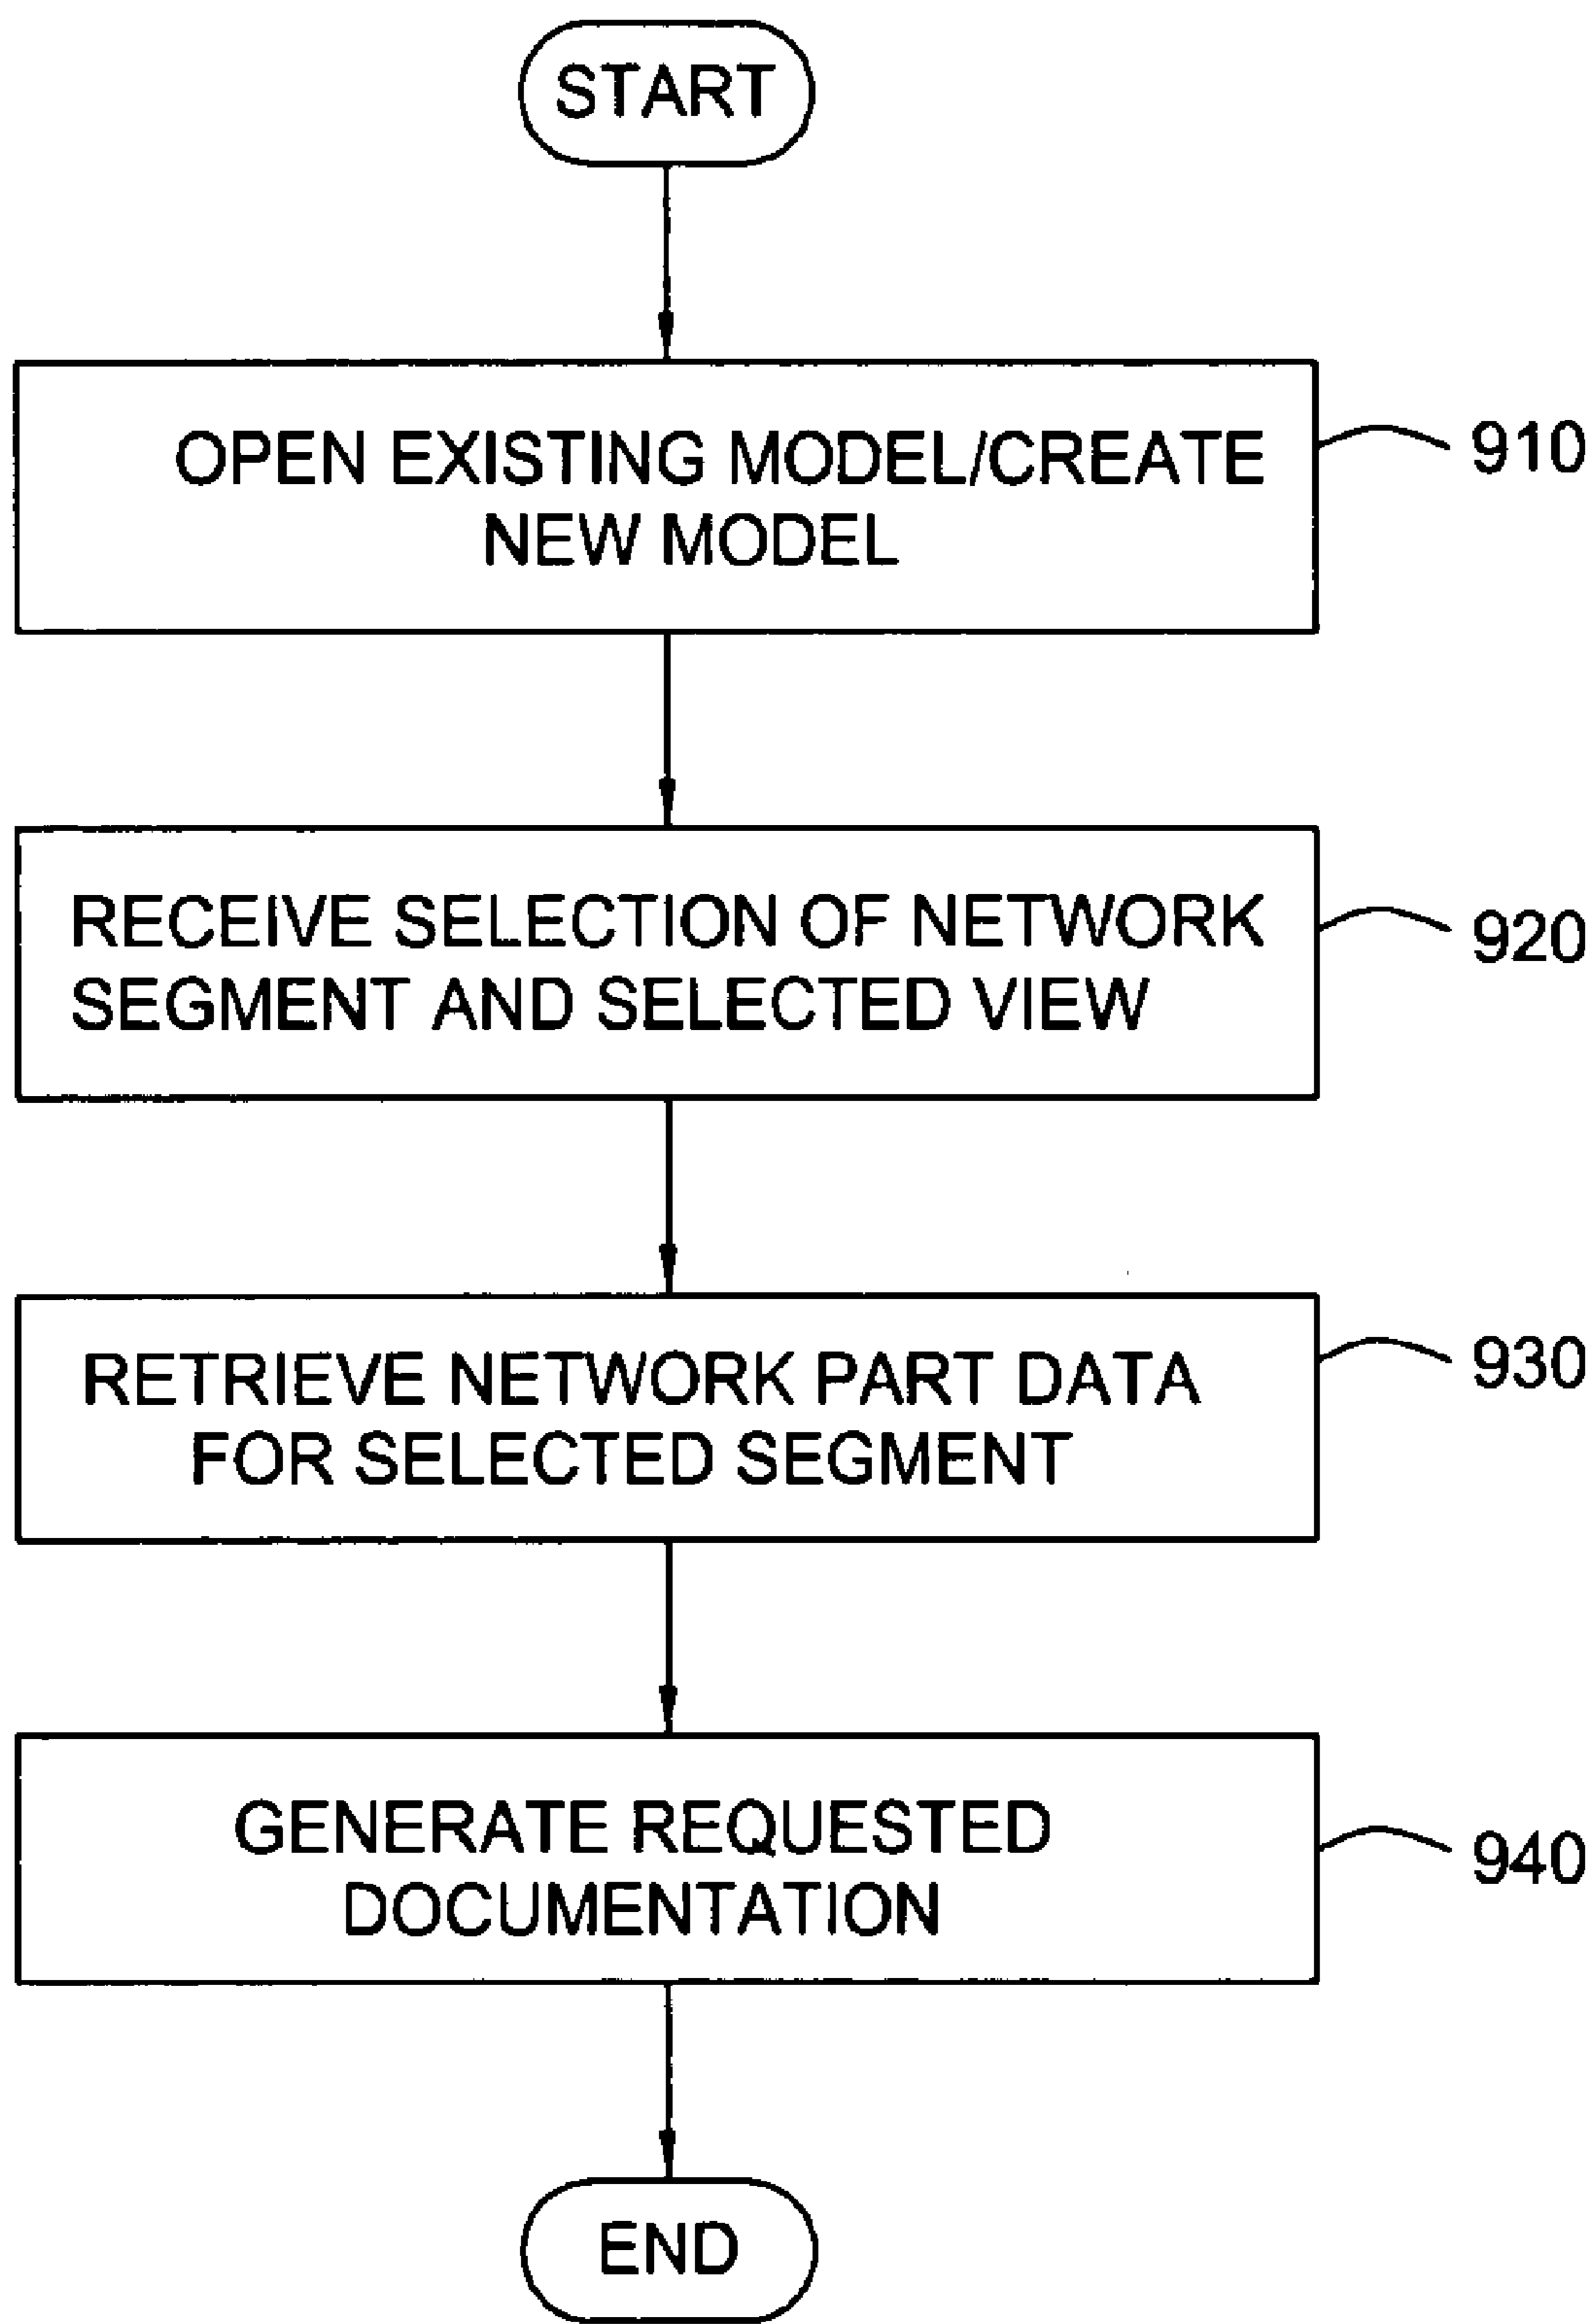 START
OPEN EXISTING MODEL/CREATE
NEW MODEL
910
RECEIVE SELECTION OF NETWORK
SEGMENT AND SELECTED VIEW
920
RETRIEVE NETWORK PART DATA
FOR SELECTED SEGMENT
930
GENERATE REQUESTED
DOCUMENTATION
940
END